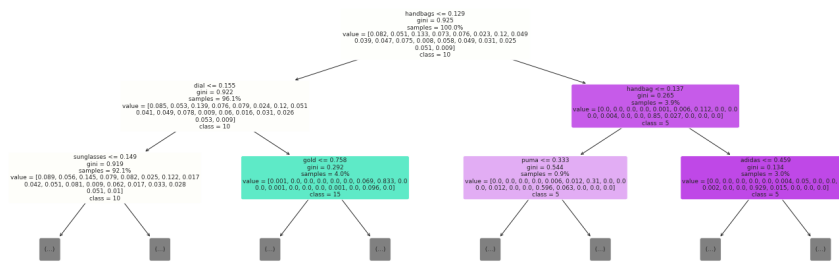 handbags <= 0.129
gini = 0.925
samples = 100.0%
value = [0.082, 0.051, 0.133, 0.073, 0.076, 0.023, 0.12, 0.049
0.039, 0.047, 0.075, 0.008, 0.058, 0.049, 0.031, 0.025
0.051, 0.009]
class = 10
dial <= 0.155
gini = 0.922
samples = 96.1%
value = [0.085, 0.053, 0.139, 0.076, 0.079, 0.024, 0.12, 0.051
0.041, 0.049, 0.078, 0.009, 0.06, 0.016, 0.031, 0.026
0.053, 0.009]
class = 10
handbag <= 0.137
gini = 0.265
samples = 3.9%
value = [0.0, 0.0, 0.0, 0.0, 0.001, 0.006, 0.112, 0.0, 0.0
0.0, 0.004, 0.0, 0.0, 0.85, 0.027, 0.0, 0.0, 0.0]
class = 5
sunglasses <= 0.149
gini = 0.919
samples = 92.1%
value = [0.089, 0.056, 0.145, 0.079, 0.082, 0.025, 0.122, 0.017
0.042, 0.051, 0.081, 0.009, 0.062, 0.017, 0.033, 0.028
0.051, 0.01]
class = 10
gold <= 0.758
gini = 0.292
samples = 4.0%
value = [0.001, 0.0, 0.0, 0.0, 0.0, 0.0, 0.069, 0.833, 0.0
0.0, 0.001, 0.0, 0.0, 0.0, 0.001, 0.0, 0.096, 0.0]
class = 15
puma <= 0.333
gini = 0.544
samples = 0.9%
value = [0.0, 0.0, 0.0, 0.0, 0.006, 0.012, 0.31, 0.0, 0.0
0.0, 0.012, 0.0, 0.0, 0.596, 0.063, 0.0, 0.0, 0.0]
class = 5
adidas <= 0.459
gini = 0.134
samples = 3.0%
value = [0.0, 0.0, 0.0, 0.0, 0.0, 0.004, 0.05, 0.0, 0.0
0.002, 0.0, 0.0, 0.929, 0.015, 0.0, 0.0, 0.0]
class = 5
(...)
(...)
(...)
(...)
(...)
(...)
(...)
(...)